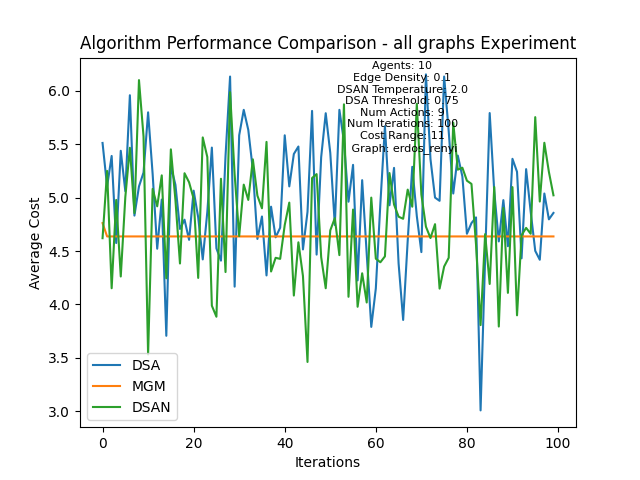 Algorithm Performance Comparison - all graphs Experiment
Agents: 10
Edge Density: 0.1
DSAN Temperature: 2.0
DSA Threshold: 0.75
Num Actions: 9
Num Iterations: 100
Cost Range: 11
Graph: erdos_renyi
6.0
5.5
5.0
4.5
4.0
3.5
3.0
Average Cost
DSA
MGM
DSAN
0 20 40 60 80 100
Iterations